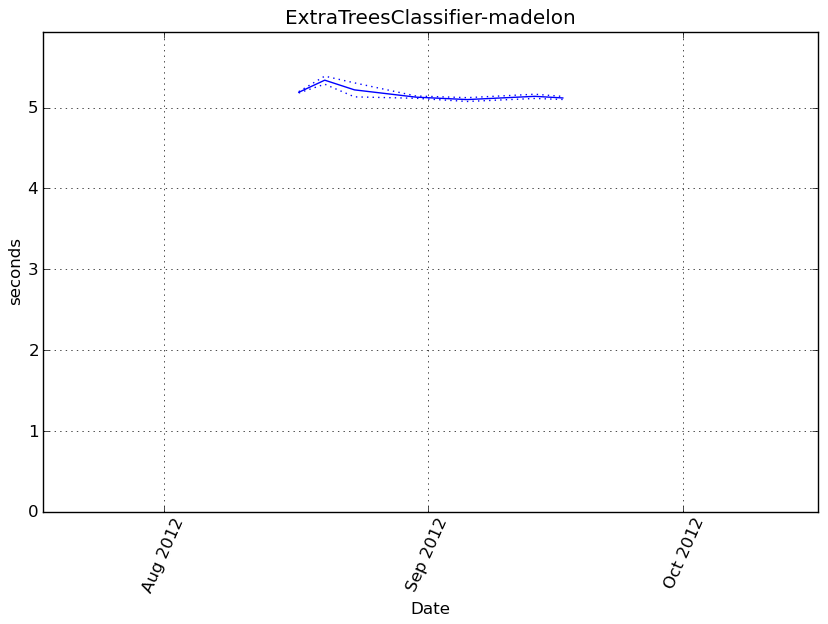 ExtraTreesClassifier-madelon
seconds
5
4
3
2
1
0
Aug 2012
Sep 2012
Oct 2012
Date